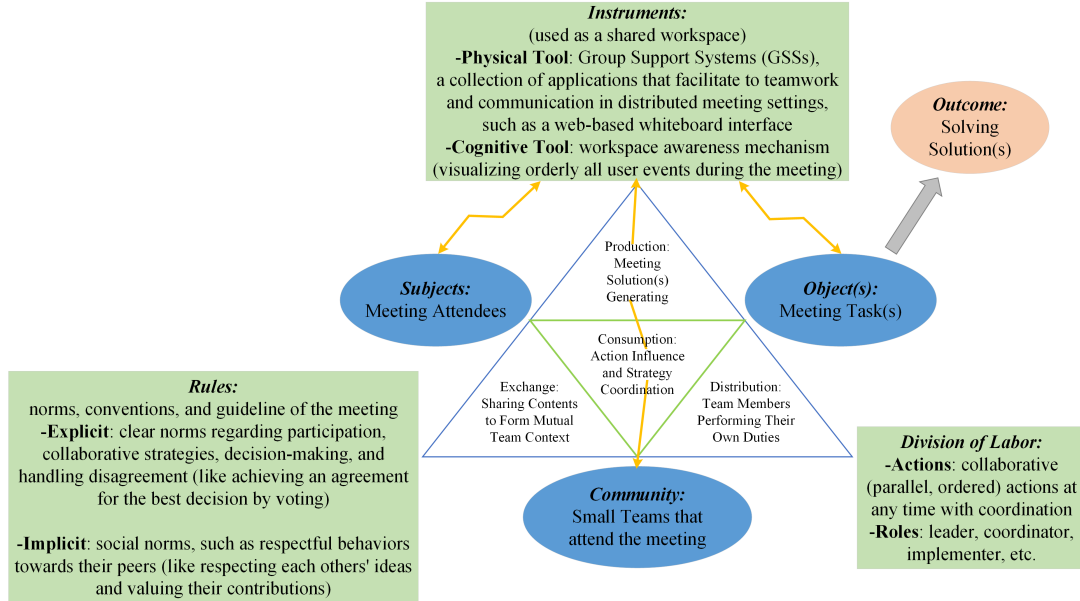 Instruments:
(used as a shared workspace)
-Physical Tool: Group Support Systems (GSSs),
a collection of applications that facilitate to teamwork
and communication in distributed meeting settings,
such as a web-based whiteboard interface
-Cognitive Tool: workspace awareness mechanism
(visualizing orderly all user events during the meeting)
Outcome:
Solving
Solution(s)
Subjects:
Meeting Attendees
Production:
Meeting
Solution(s)
Generating
Object(s):
Meeting Task(s)
Consumption:
Action Influence
and Strategy
Coordination
Exchange:
Sharing Contents
to Form Mutual
Team Context
Distribution:
Team Members
Performing Their
Own Duties
Rules:
norms, conventions, and guideline of the meeting
-Explicit: clear norms regarding participation,
collaborative strategies, decision-making, and
handling disagreement (like achieving an agreement
for the best decision by voting)
-Implicit: social norms, such as respectful behaviors
towards their peers (like respecting each others' ideas
and valuing their contributions)
Community:
Small Teams that
attend the meeting
Division of Labor:
-Actions: collaborative
(parallel, ordered) actions at
any time with coordination
-Roles: leader, coordinator,
implementer, etc.